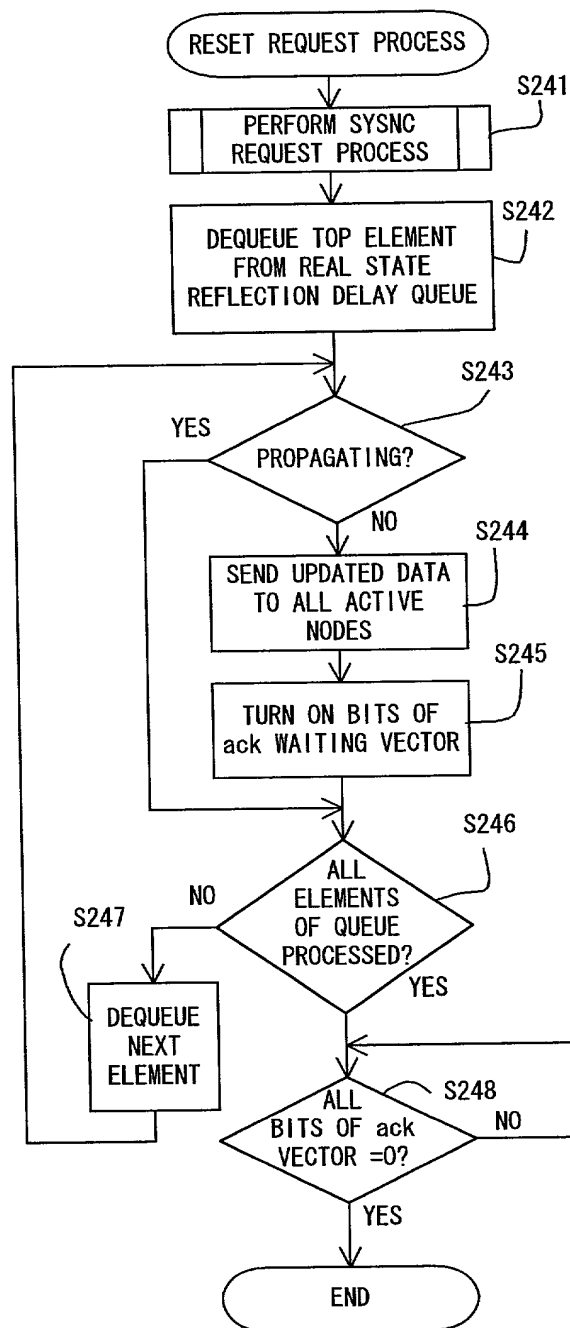 RESET REQUEST PROCESS
S241
PERFORM SYSNC
REQUEST PROCESS
S242
DEQUEUE TOP ELEMENT
FROM REAL STATE
REFLECTION DELAY QUEUE
S243
YES
PROPAGATING?
NO
S244
SEND UPDATED DATA
TO ALL ACTIVE
NODES
S245
TURN ON BITS OF
ack WAITING VECTOR
S246
ALL
ELEMENTS
OF QUEUE
PROCESSED?
NO
YES
S247
DEQUEUE
NEXT
ELEMENT
S248
ALL
BITS OF ack
VECTOR =0?
NO
YES
END